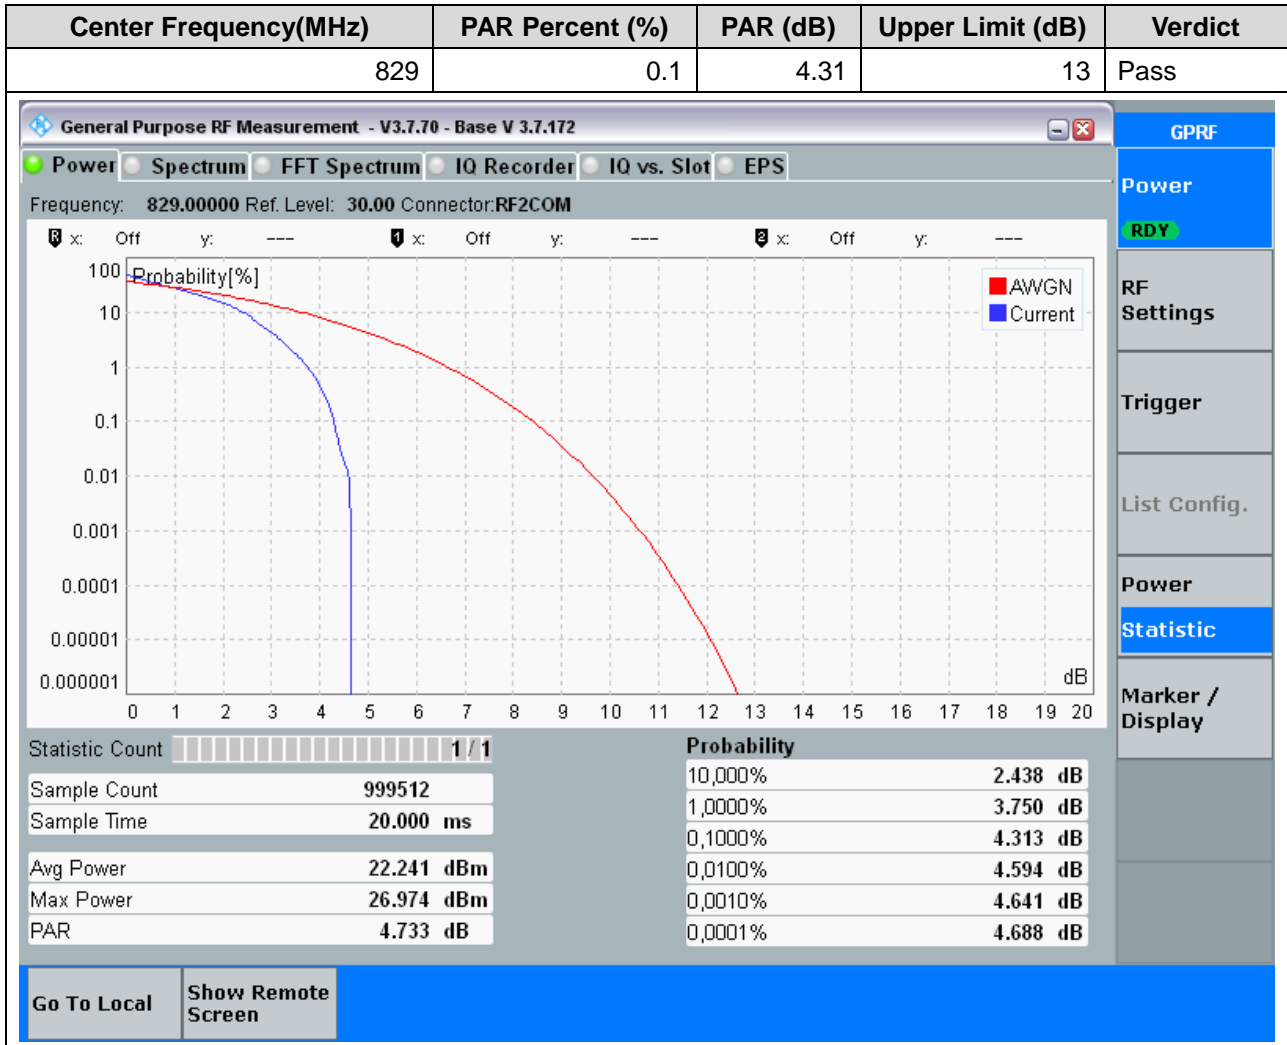 Center Frequency(MHz) PAR Percent (%) PAR (dB) Upper Limit (dB) Verdict
829 0.1 4.31 13 Pass
General Purpose RF Measurement - V3.7.70 - Base V 3.7.172
GPRF
Power Spectrum FFT Spectrum IQ Recorder IQ vs. Slot EPS
Power
RDY
Frequency: 829.00000 Ref. Level: 30.00 Connector:RF2COM
R x: Off y: --- 1 x: Off y: --- 2 x: Off y: ---
Probability[%]
AWGN
Current
100
10
1
0.1
0.01
0.001
0.0001
0.00001
0.000001
dB
0 1 2 3 4 5 6 7 8 9 10 11 12 13 14 15 16 17 18 19 20
RF
Settings
Trigger
List Config.
Power
Statistic
Marker /
Display
Statistic Count 1 / 1
Sample Count 999512
Sample Time 20.000 ms
Avg Power 22.241 dBm
Max Power 26.974 dBm
PAR 4.733 dB
Probability
10,000% 2.438 dB
1,0000% 3.750 dB
0,1000% 4.313 dB
0,0100% 4.594 dB
0,0010% 4.641 dB
0,0001% 4.688 dB
Go To Local
Show Remote
Screen